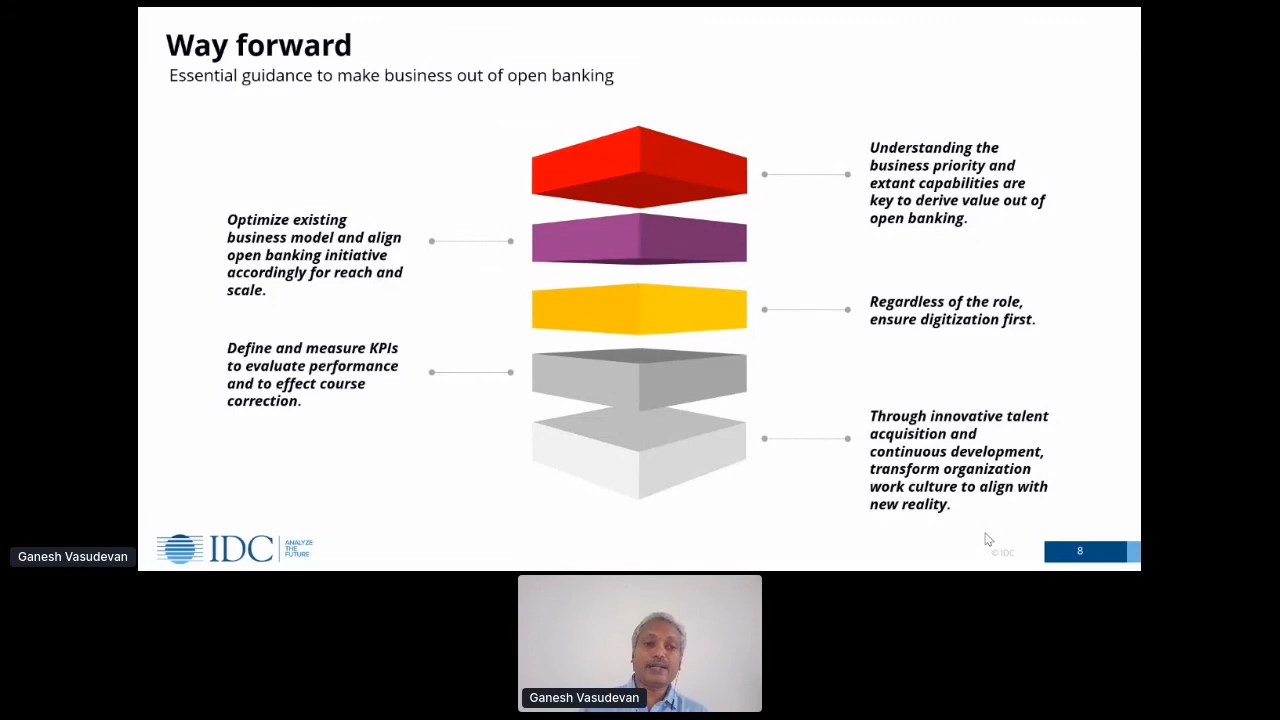 Way forward
Essential guidance to make business out of open banking
Understanding the
business priority and
extant capabilities are
key to derive value out of
open banking.
Optimize existing
business model and align
open banking initiative
accordingly for reach and
scale.
Regardless of the role,
ensure digitization first.
Define and measure KPIs
to evaluate performance
and to effect course
correction.
Through innovative talent
acquisition and
continuous development,
transform organization
work culture to align with
new reality.
IDC
ANALYZE
THE
FUTURE
© IDC
8
Ganesh Vasudevan
Ganesh Vasudevan